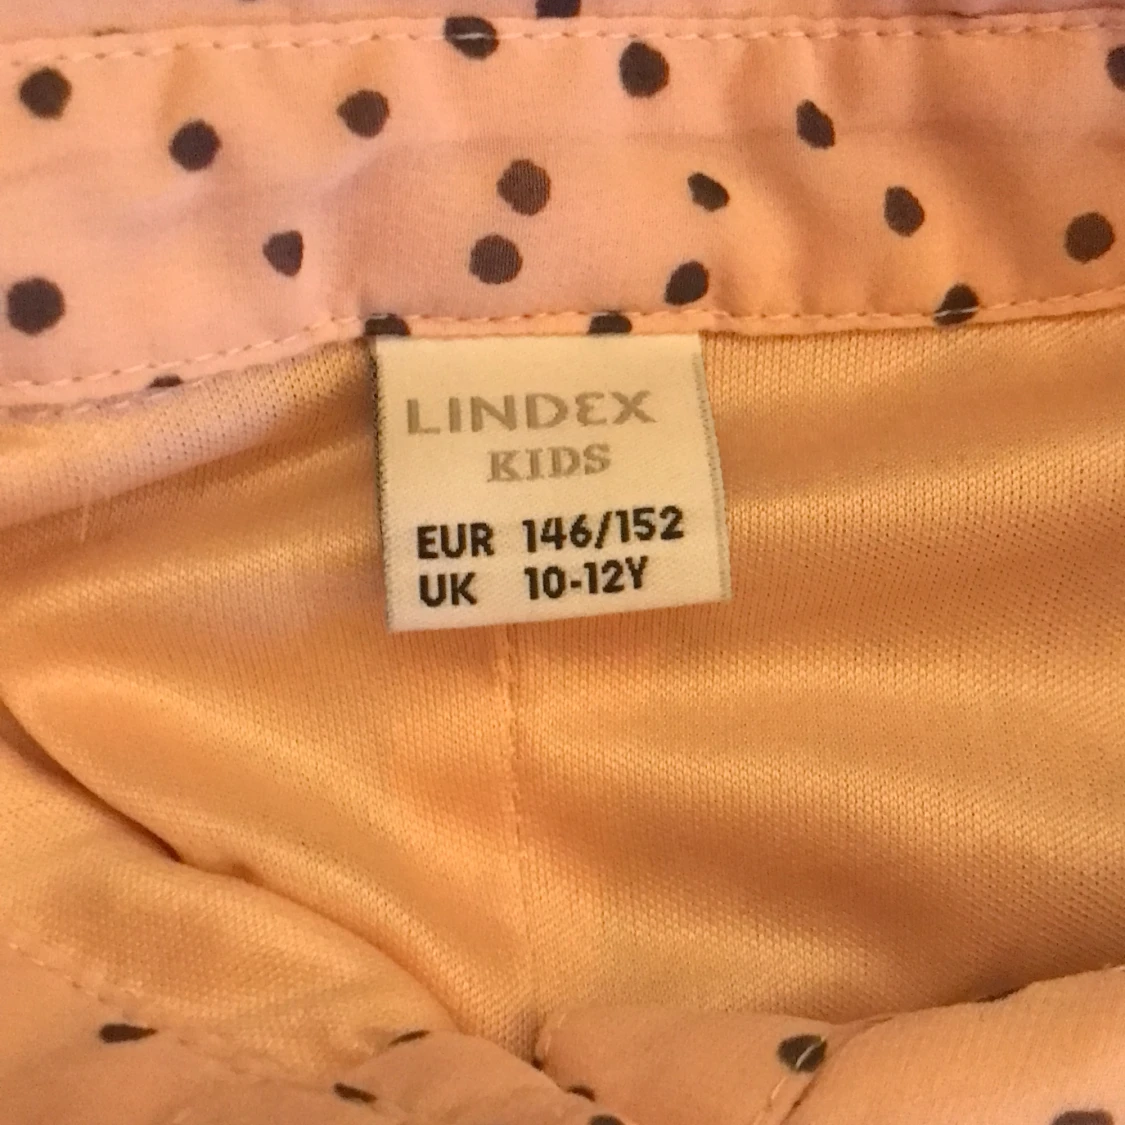 LINDEX
KIDS
EUR 146/152
UK 10-12Y